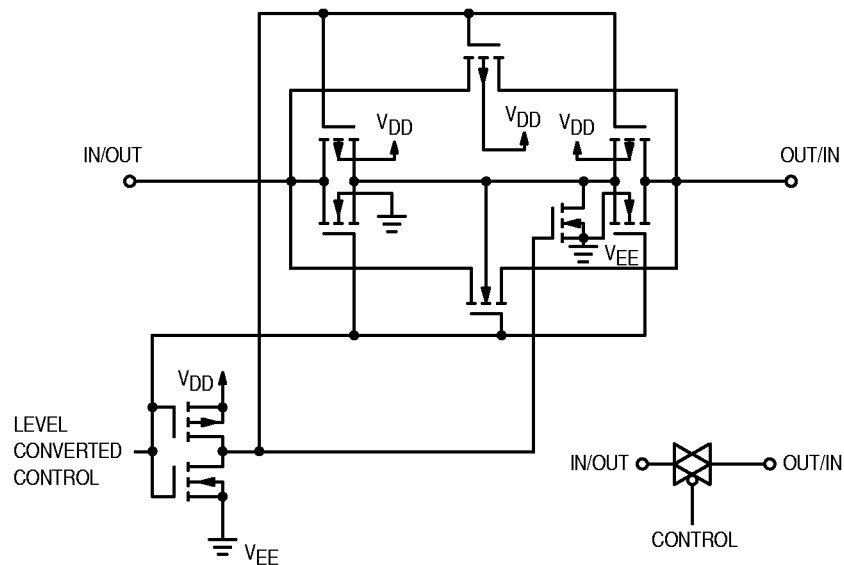 VDD
VDD
VDD
IN/OUT
OUT/IN
VEE
VDD
LEVEL
CONVERTED
CONTROL
VEE
IN/OUT
OUT/IN
CONTROL